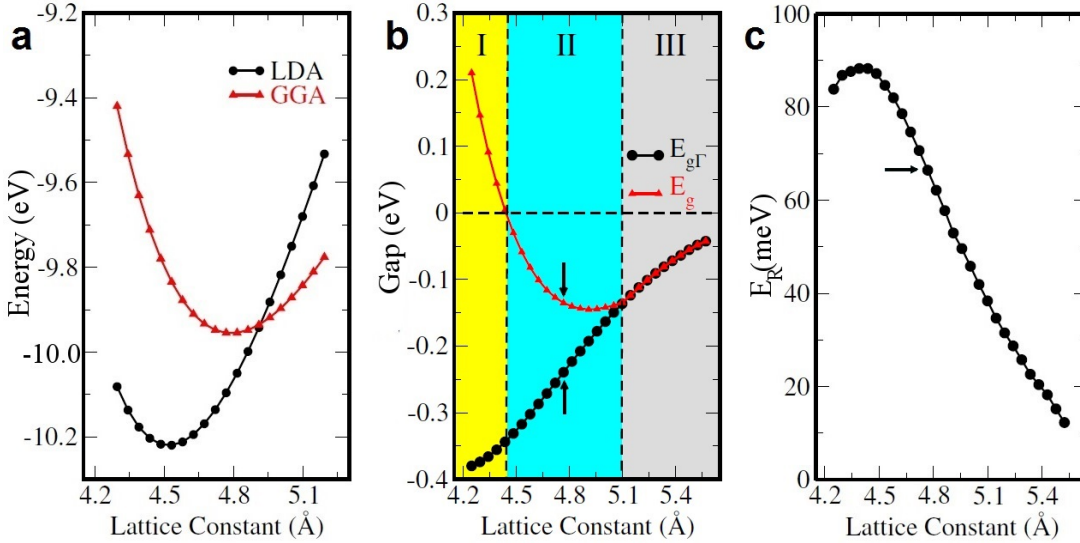 a
LDA
GGA
-9.2
-9.4
-9.6
-9.8
-10.0
-10.2
Energy (eV)
4.2 4.5 4.8 5.1
Lattice Constant (Å)
b
I II III
E_gΓ
E_g
0.3
0.2
0.1
0
-0.1
-0.2
-0.3
-0.4
Gap (eV)
4.2 4.5 4.8 5.1 5.4
Lattice Constant (Å)
c
100
80
60
40
20
0
E_R(meV)
4.2 4.5 4.8 5.1 5.4
Lattice Constant (Å)